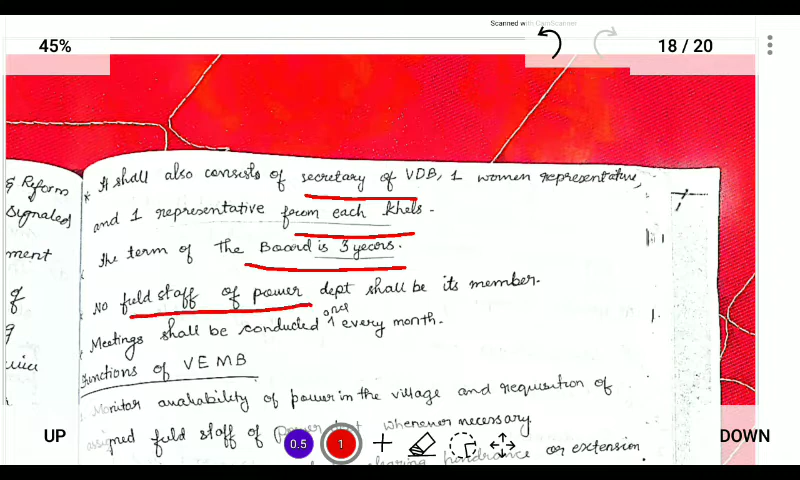 Scanned with CamScanner
45%
18 / 20
& Reform
signaled
ment
of
* It shall also consists of secretary of VDB, 1 women representative,
and 1 representative from each khels.
The term of the Board is 3 years.
No field staff of power dept shall be its member.
Meetings shall be conducted once every month.
Functions of VEMB
Monitor availability of power in the village and requisition of
assigned field staff of power dept whenever necessary
hindrance or extension
UP
0.5
1
DOWN